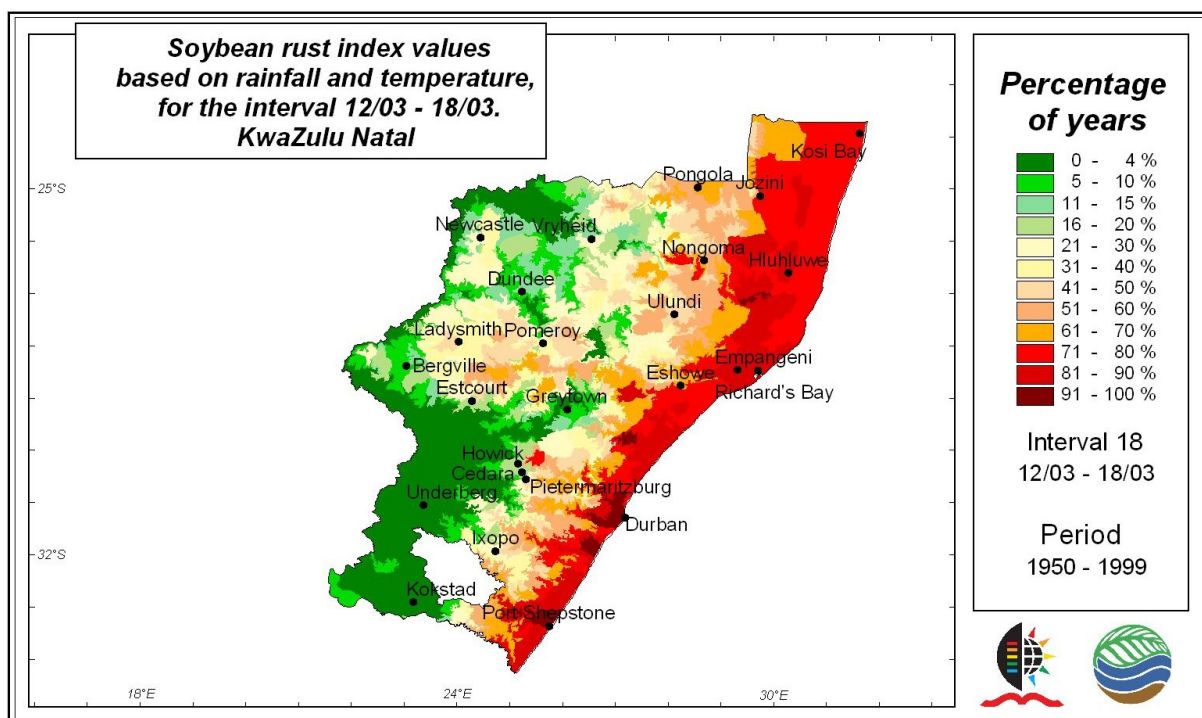 Soybean rust index values
based on rainfall and temperature,
for the interval 12/03 - 18/03.
KwaZulu Natal
Percentage
of years
0 - 4 %
5 - 10 %
11 - 15 %
16 - 20 %
21 - 30 %
31 - 40 %
41 - 50 %
51 - 60 %
61 - 70 %
71 - 80 %
81 - 90 %
91 - 100 %
Interval 18
12/03 - 18/03
Period
1950 - 1999
Kosi Bay
Pongola
Jozini
25°S
Newcastle
Vryheid
Nongoma
Hluhluwe
Dundee
Ulundi
Ladysmith
Pomeroy
Bergville
Empangeni
Eshowe
Estcourt
Richard's Bay
Greytown
Howick
Cedara
Pietermaritzburg
Underberg
Durban
Ixopo
32°S
Kokstad
Port Shepstone
18°E
24°E
30°E